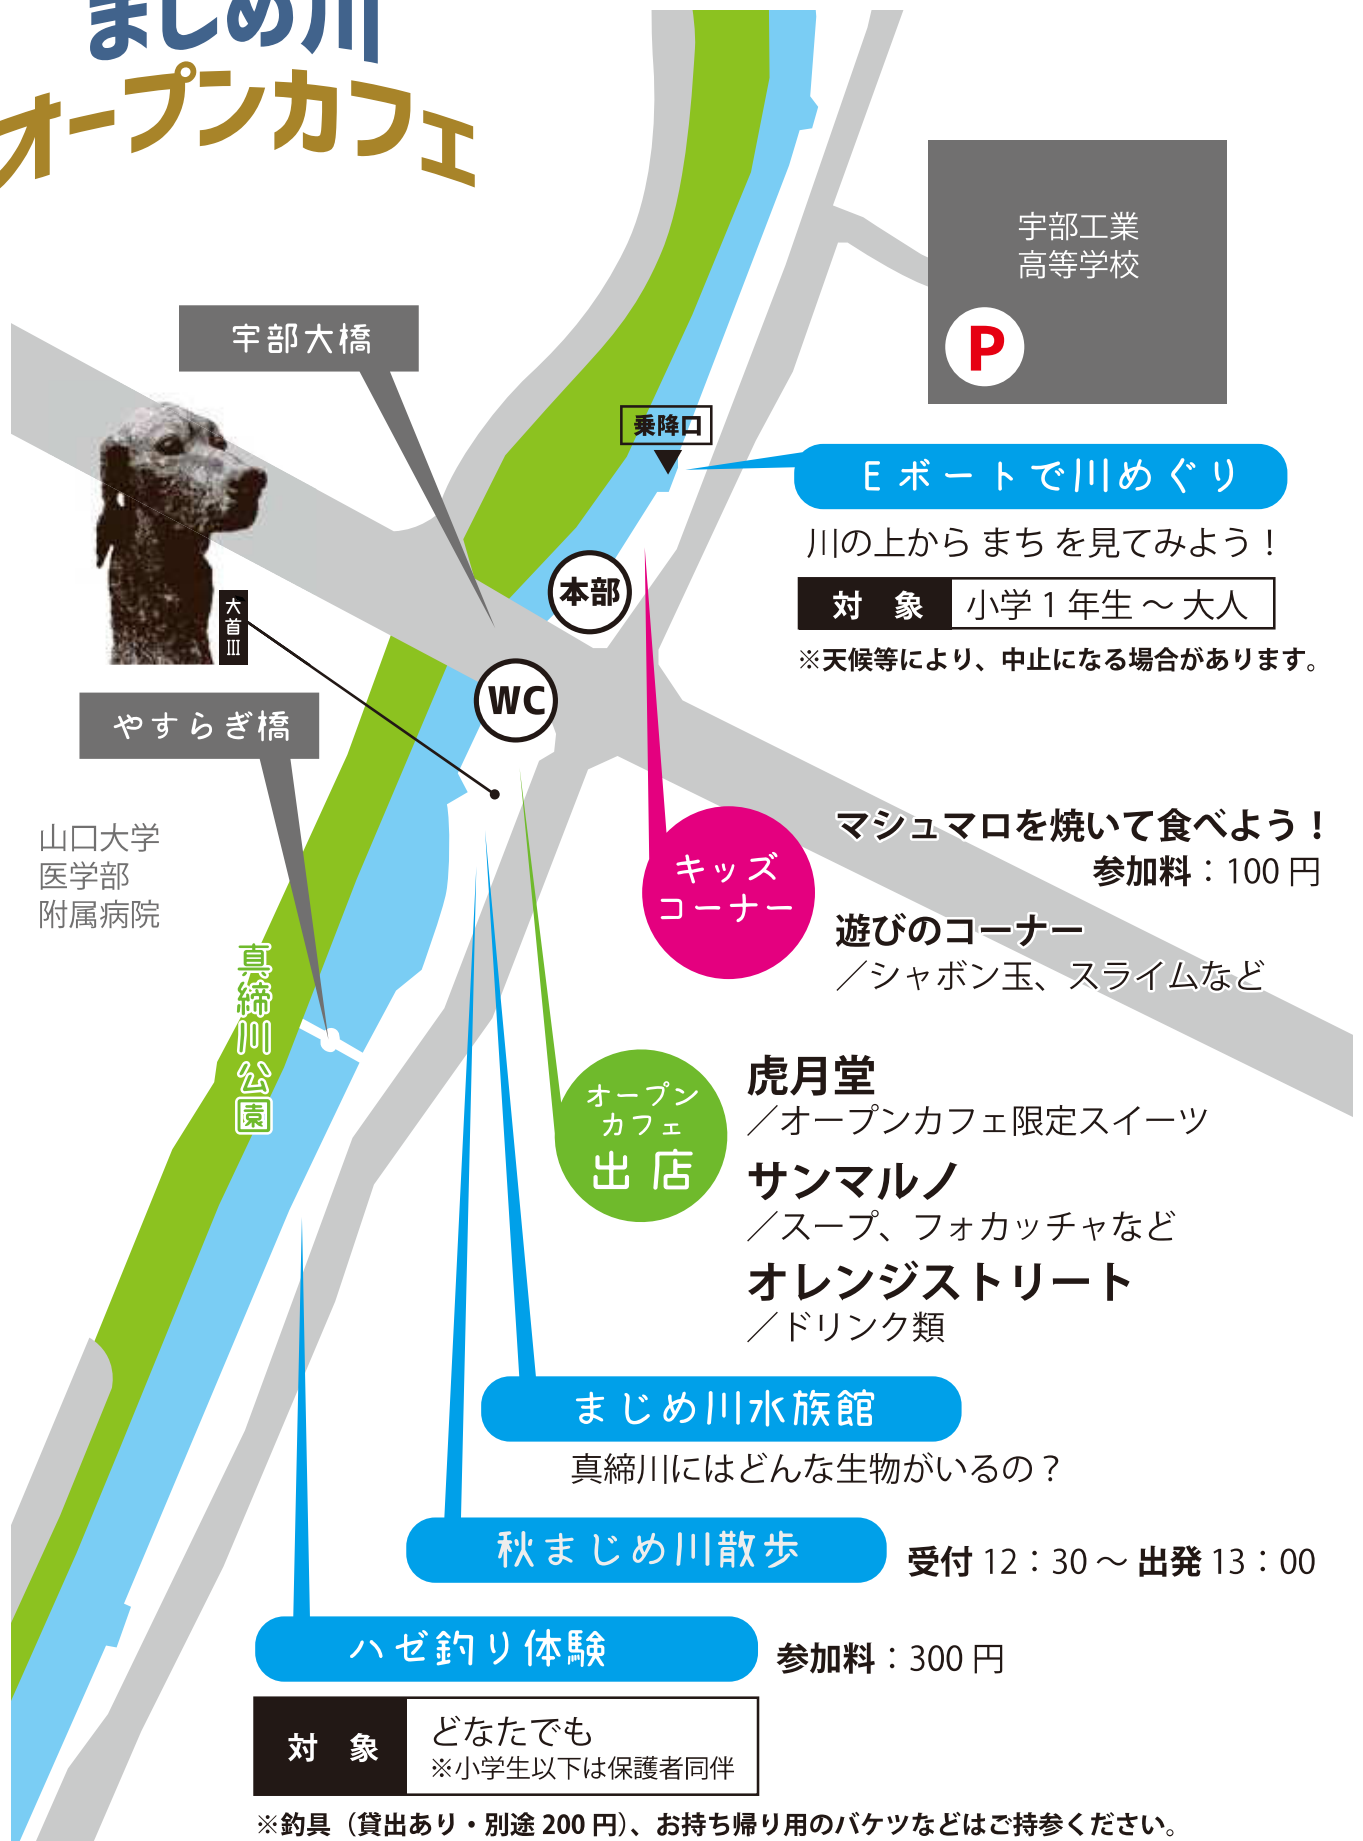 まじめ川
オープンカフェ
宇部工業
高等学校
P
宇部大橋
乗降口
Eボートで川めぐり
川の上から まち を見てみよう！
対 象 小学1年生～大人
※天候等により、中止になる場合があります。
本部
犬首III
WC
やすらぎ橋
山口大学
医学部
附属病院
キッズ
コーナー
マシュマロを焼いて食べよう！
参加料：100円
遊びのコーナー
／シャボン玉、スライムなど
真締川公園
オープン
カフェ
出店
虎月堂
／オープンカフェ限定スイーツ
サンマルノ
／スープ、フォカッチャなど
オレンジストリート
／ドリンク類
まじめ川水族館
真締川にはどんな生物がいるの？
秋まじめ川散歩
受付 12：30～出発 13：00
ハゼ釣り体験
参加料：300円
対 象
どなたでも
※小学生以下は保護者同伴
※釣具（貸出あり・別途200円）、お持ち帰り用のバケツなどはご持参ください。